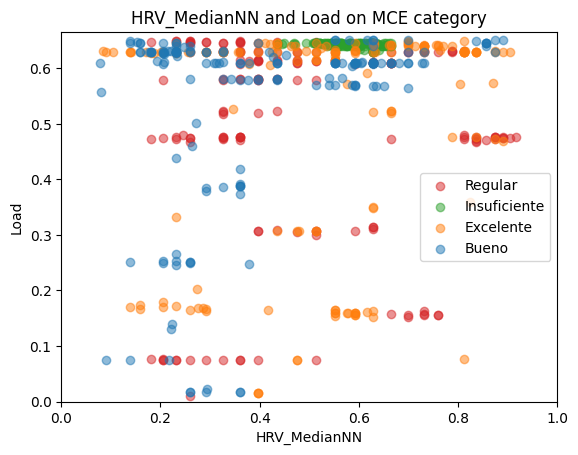 HRV_MedianNN and Load on MCE category
Load
0.6
0.5
0.4
0.3
0.2
0.1
0.0
Regular
Insuficiente
Excelente
Bueno
0.0 0.2 0.4 0.6 0.8 1.0
HRV_MedianNN